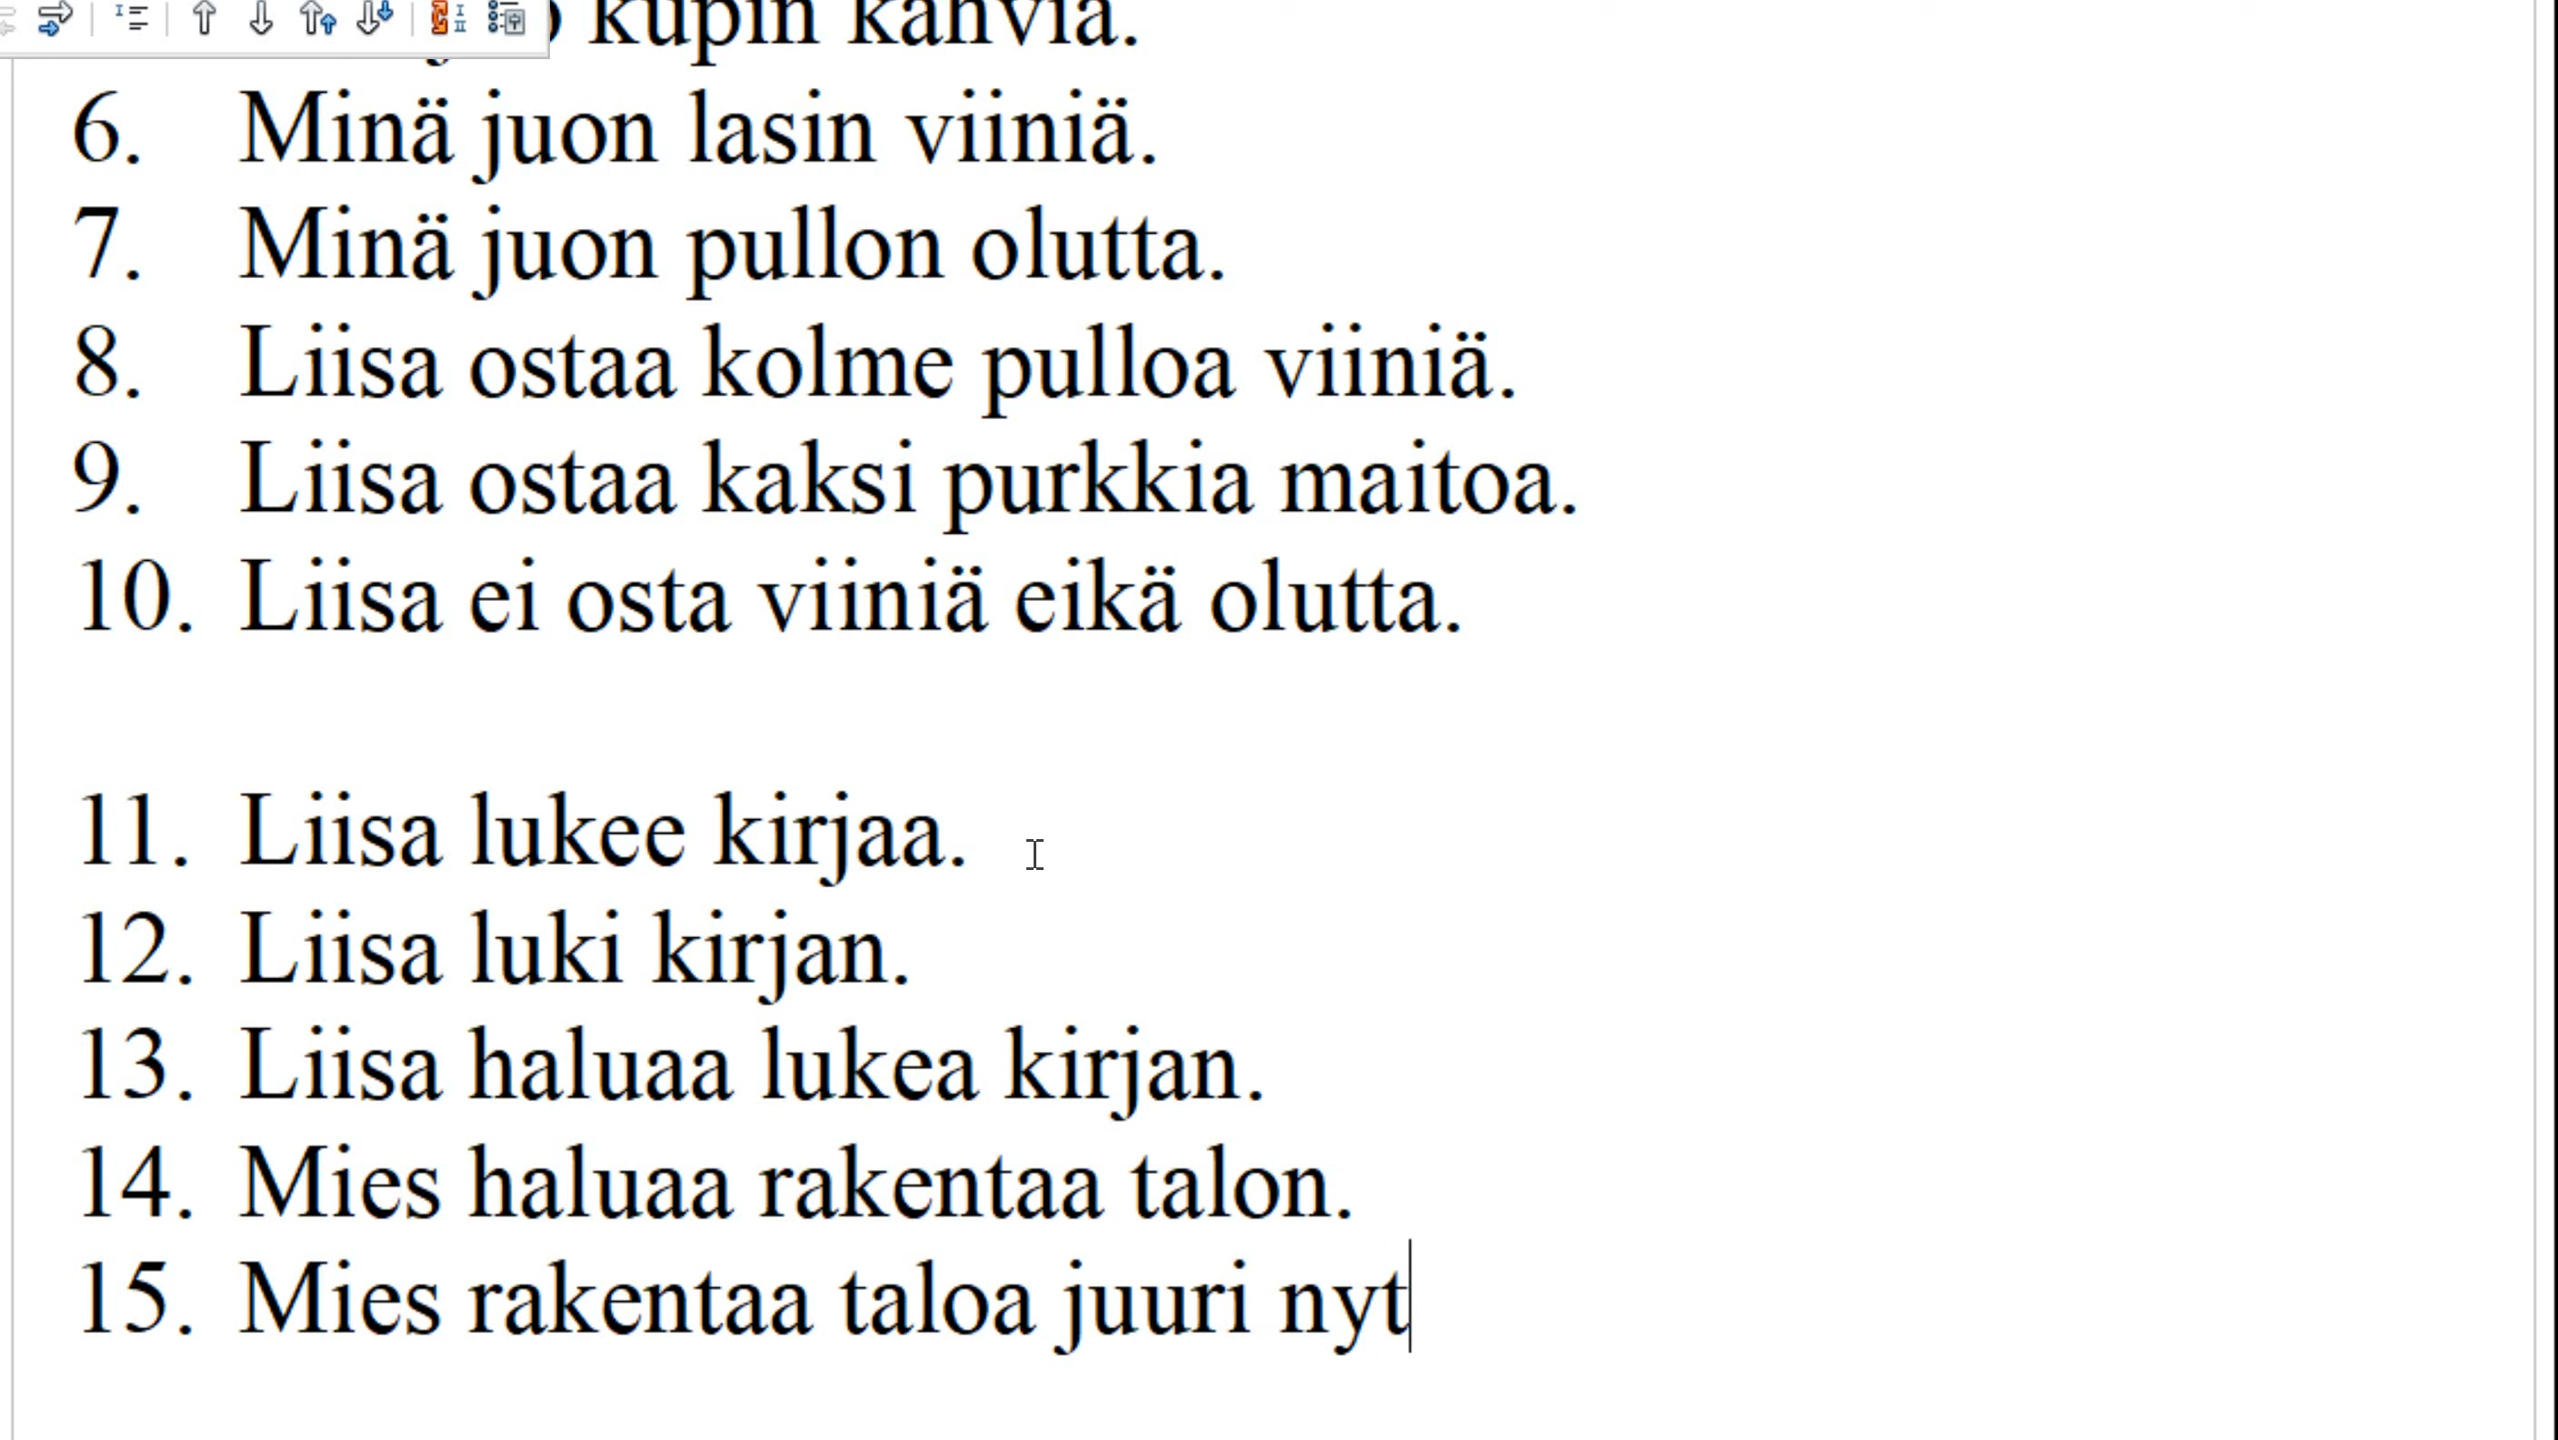 kupin kahvia.
6. Minä juon lasin viiniä.
7. Minä juon pullon olutta.
8. Liisa ostaa kolme pulloa viiniä.
9. Liisa ostaa kaksi purkkia maitoa.
10. Liisa ei osta viiniä eikä olutta.
11. Liisa lukee kirjaa.
12. Liisa luki kirjan.
13. Liisa haluaa lukea kirjan.
14. Mies haluaa rakentaa talon.
15. Mies rakentaa taloa juuri nyt